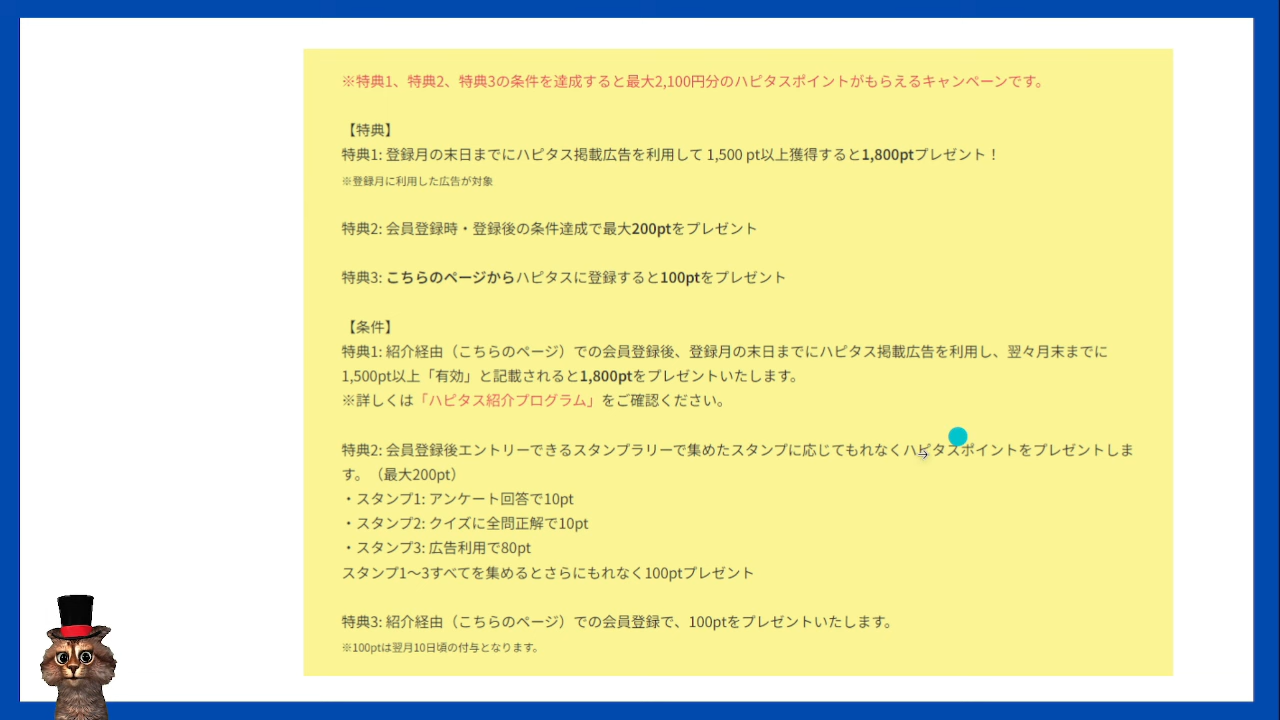 ※特典1、特典2、特典3の条件を達成すると最大2,100円分のハピタスポイントがもらえるキャンペーンです。
【特典】
特典1: 登録月の末日までにハピタス掲載広告を利用して 1,500 pt以上獲得すると1,800ptプレゼント！
※登録月に利用した広告が対象
特典2: 会員登録時・登録後の条件達成で最大200ptをプレゼント
特典3: こちらのページからハピタスに登録すると100ptをプレゼント
【条件】
特典1: 紹介経由（こちらのページ）での会員登録後、登録月の末日までにハピタス掲載広告を利用し、翌々月末までに
1,500pt以上「有効」と記載されると1,800ptをプレゼントいたします。
※詳しくは「ハピタス紹介プログラム」をご確認ください。
特典2: 会員登録後エントリーできるスタンプラリーで集めたスタンプに応じてもれなくハピタスポイントをプレゼントしま
す。（最大200pt）
・スタンプ1: アンケート回答で10pt
・スタンプ2: クイズに全問正解で10pt
・スタンプ3: 広告利用で80pt
スタンプ1〜3すべてを集めるとさらにもれなく100ptプレゼント
特典3: 紹介経由（こちらのページ）での会員登録で、100ptをプレゼントいたします。
※100ptは翌月10日頃の付与となります。